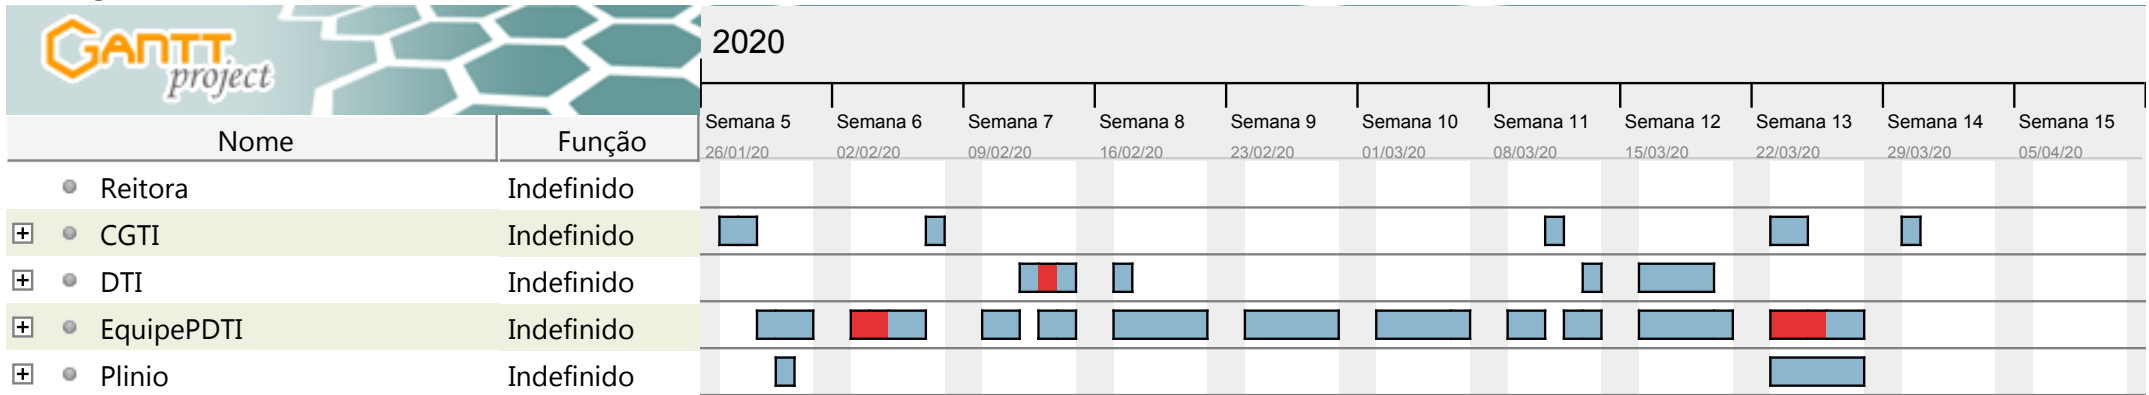 GANTT
project
2020
Nome Função
Semana 5 Semana 6 Semana 7 Semana 8 Semana 9 Semana 10 Semana 11 Semana 12 Semana 13 Semana 14 Semana 15
26/01/20 02/02/20 09/02/20 16/02/20 23/02/20 01/03/20 08/03/20 15/03/20 22/03/20 29/03/20 05/04/20
Reitora Indefinido
CGTI Indefinido
DTI Indefinido
EquipePDTI Indefinido
Plinio Indefinido